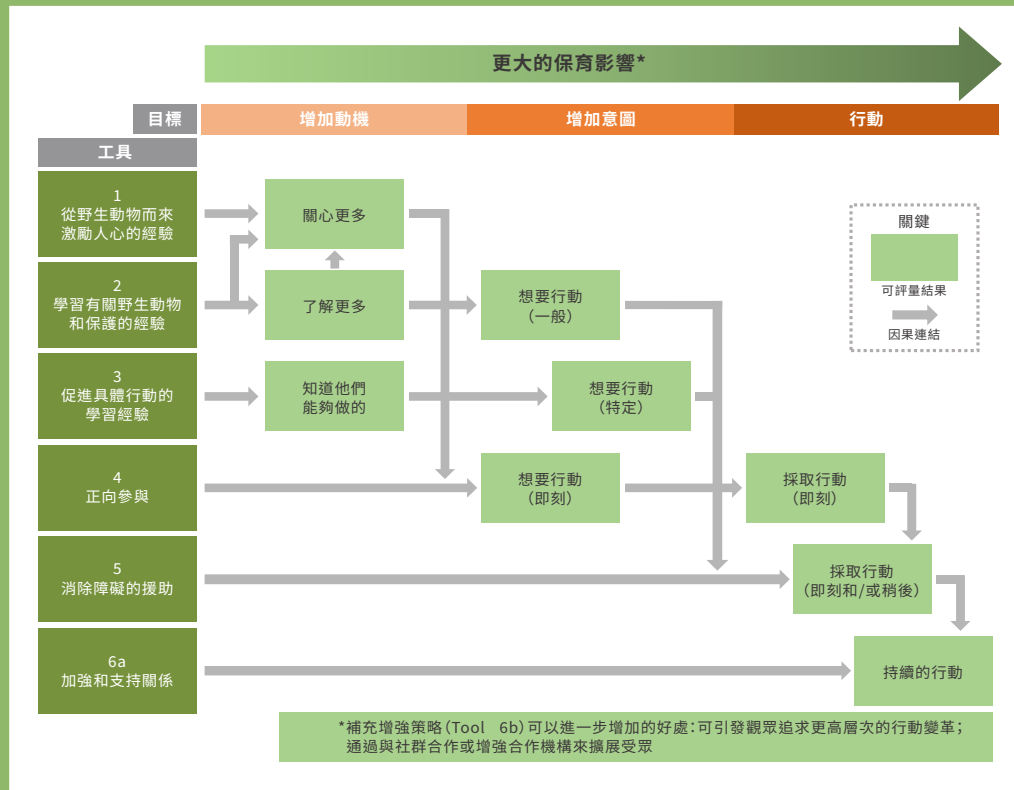 更大的保育影響*
目標
增加動機
增加意圖
行動
工具
1
從野生動物而來
激勵人心的經驗
關心更多
關鍵
可評量結果
因果連結
2
學習有關野生動物
和保護的經驗
了解更多
想要行動
（一般）
3
促進具體行動的
學習經驗
知道他們
能夠做的
想要行動
（特定）
4
正向參與
想要行動
（即刻）
採取行動
（即刻）
5
消除障礙的援助
採取行動
（即刻和/或稍後）
6a
加強和支持關係
持續的行動
*補充增強策略（Tool 6b）可以進一步增加的好處：可引發觀眾追求更高層次的行動變革；
通過與社群合作或增強合作機構來擴展受眾